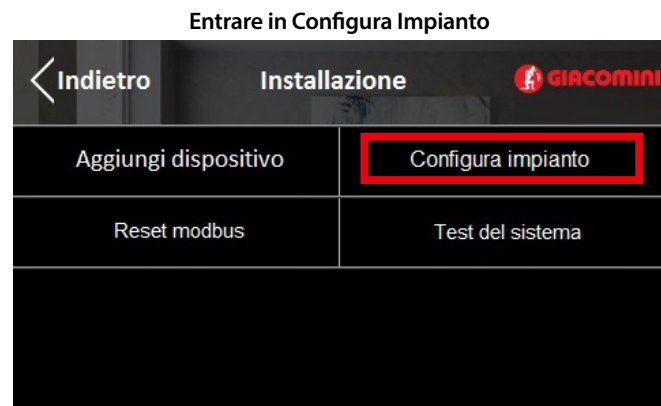 Entrare in Configura Impianto
Indietro Installazione GIACOMINI
Aggiungi dispositivo Configura impianto
Reset modbus Test del sistema